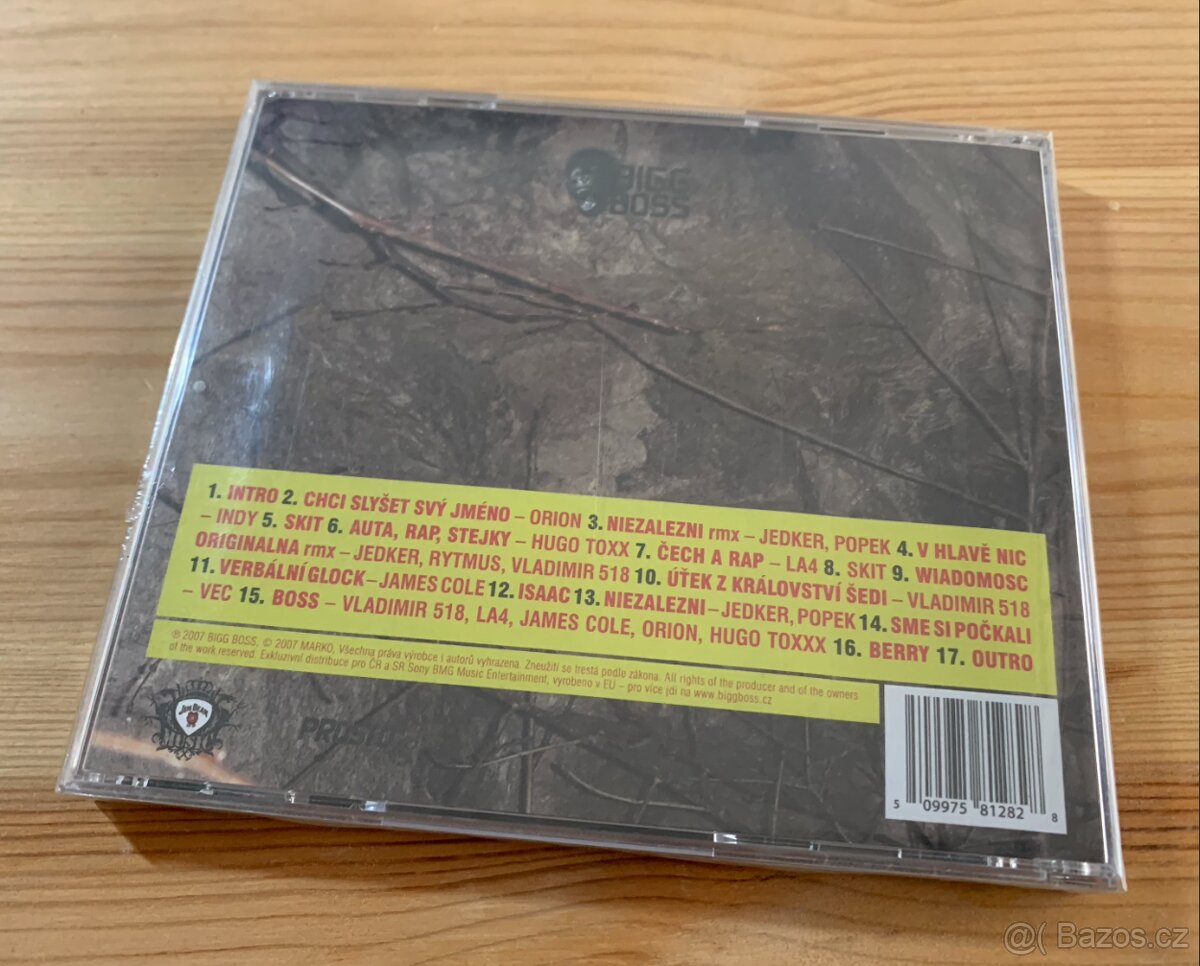 BIGG
BOSS
1. INTRO 2. CHCI SLYŠET SVÝ JMÉNO – ORION 3. NIEZALEZNI rmx – JEDKER, POPEK 4. V HLAVĚ NIC
– INDY 5. SKIT 6. AUTA, RAP, STEJKY – HUGO TOXX 7. ČECH A RAP – LA4 8. SKIT 9. WIADOMOSC
ORIGINALNA rmx – JEDKER, RYTMUS, VLADIMIR 518 10. ÚTĚK Z KRÁLOVSTVÍ ŠEDI – VLADIMIR 518
11. VERBÁLNÍ GLOCK – JAMES COLE 12. ISAAC 13. NIEZALEZNI – JEDKER, POPEK 14. SME SI POČKALI
– VEC 15. BOSS – VLADIMIR 518, LA4, JAMES COLE, ORION, HUGO TOXXX 16. BERRY 17. OUTRO
℗ 2007 BIGG BOSS, © 2007 MARKO, Všechna práva výrobce i autorů vyhrazena. Zneužití se trestá podle zákona. All rights of the producer and of the owners
of the work reserved. Exkluzivní distribuce pro ČR a SR Sony BMG Music Entertainment, vyrobeno v EU – pro více jdi na www.biggboss.cz
JIM BEAM
MUSIC
PROSTO
5 09975 81282 8
@( Bazos.cz